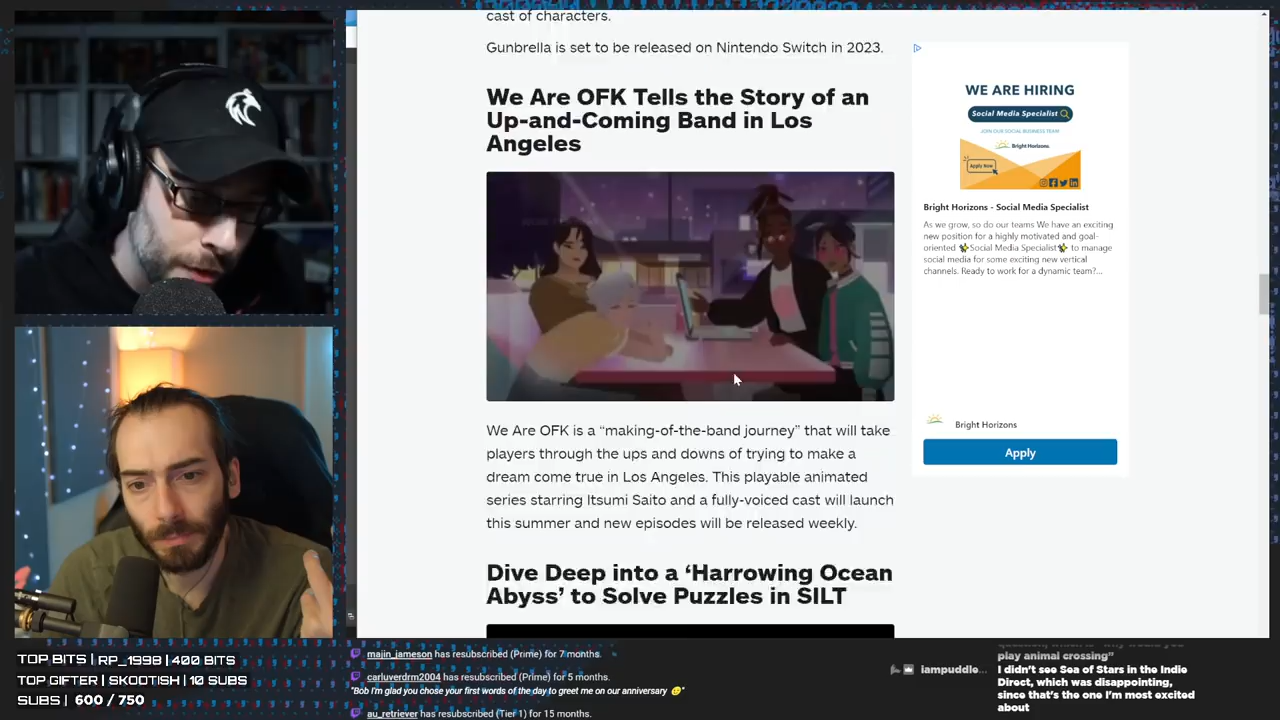 cast of characters.
Gunbrella is set to be released on Nintendo Switch in 2023.
We Are OFK Tells the Story of an
Up-and-Coming Band in Los
Angeles
We Are OFK is a “making-of-the-band journey” that will take
players through the ups and downs of trying to make a
dream come true in Los Angeles. This playable animated
series starring Itsumi Saito and a fully-voiced cast will launch
this summer and new episodes will be released weekly.
Dive Deep into a ‘Harrowing Ocean
Abyss’ to Solve Puzzles in SILT
WE ARE HIRING
Social Media Specialist
JOIN OUR SOCIAL BUSINESS TEAM
Bright Horizons.
Apply Now
Bright Horizons - Social Media Specialist
As we grow, so do our teams We have an exciting
new position for a highly motivated and goal-
oriented ✨Social Media Specialist✨ to manage
social media for some exciting new vertical
channels. Ready to work for a dynamic team?...
Bright Horizons
Apply
TOP BITS | RP_1998 | 400 BITS
TOP GIFTER | SKOOTISH | 10 SUBS
SUBS | 600 / 750
majin_jameson has resubscribed (Prime) for 7 months.
carluverdrm2004 has resubscribed (Prime) for 5 months.
"Bob I'm glad you chose your first words of the day to greet me on our anniversary 🙂"
au_retriever has resubscribed (Tier 1) for 15 months.
play animal crossing”
iampuddle...
I didn't see Sea of Stars in the Indie
Direct, which was disappointing,
since that's the one I'm most excited
about